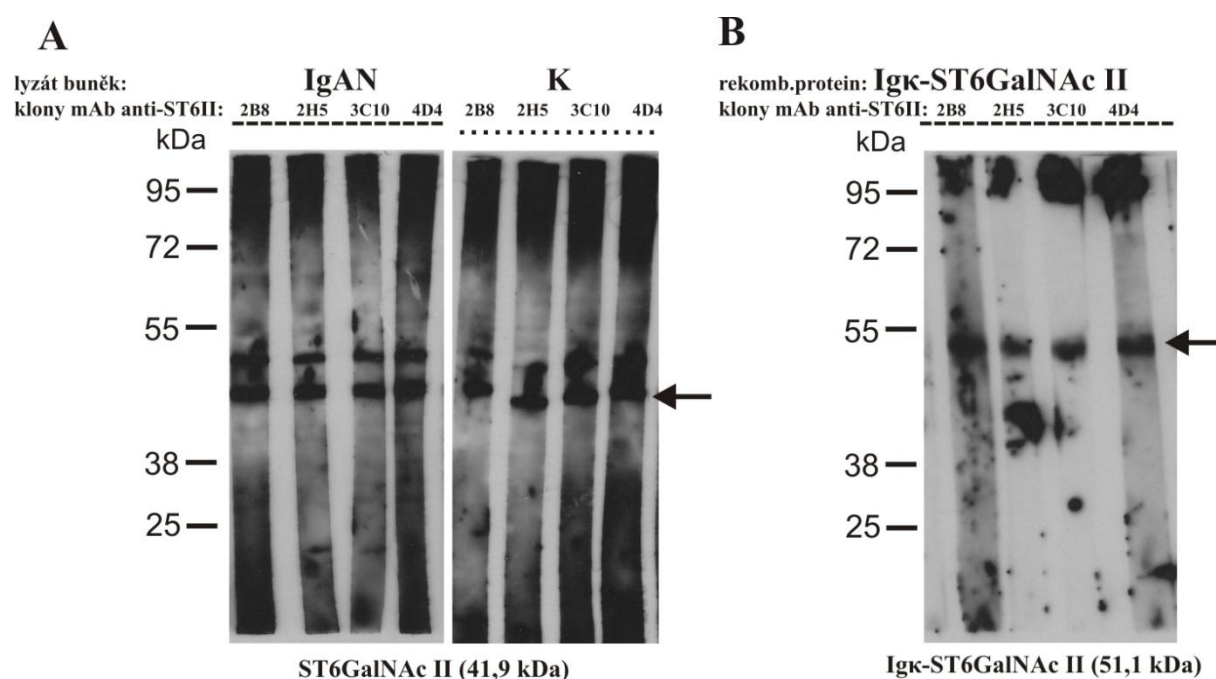 A
lyzát buněk: IgAN K
klony mAb anti-ST6II: 2B8 2H5 3C10 4D4 2B8 2H5 3C10 4D4
kDa
95
72
55
38
25
ST6GalNAc II (41,9 kDa)
B
rekomb.protein: Igκ-ST6GalNAc II
klony mAb anti-ST6II: 2B8 2H5 3C10 4D4
kDa
95
72
55
38
25
Igκ-ST6GalNAc II (51,1 kDa)